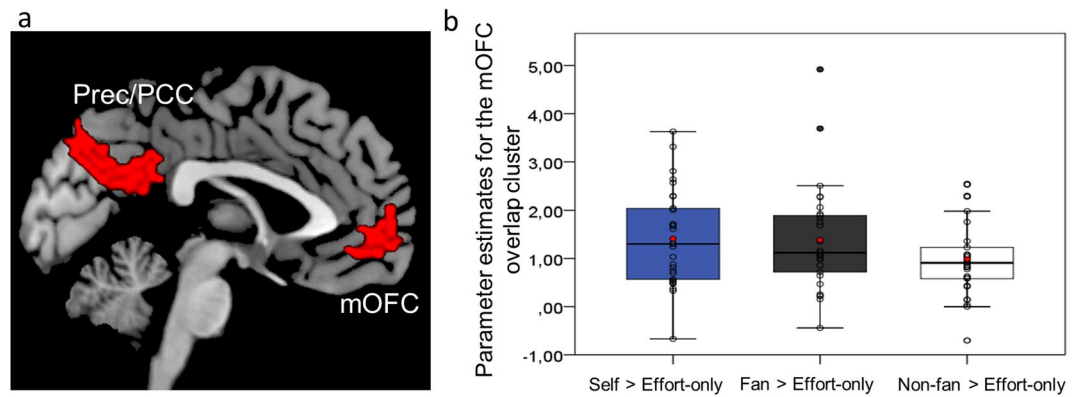 a
Prec/PCC
mOFC
b
Parameter estimates for the mOFC
overlap cluster
5,00
4,00
3,00
2,00
1,00
,00
-1,00
Self > Effort-only
Fan > Effort-only
Non-fan > Effort-only